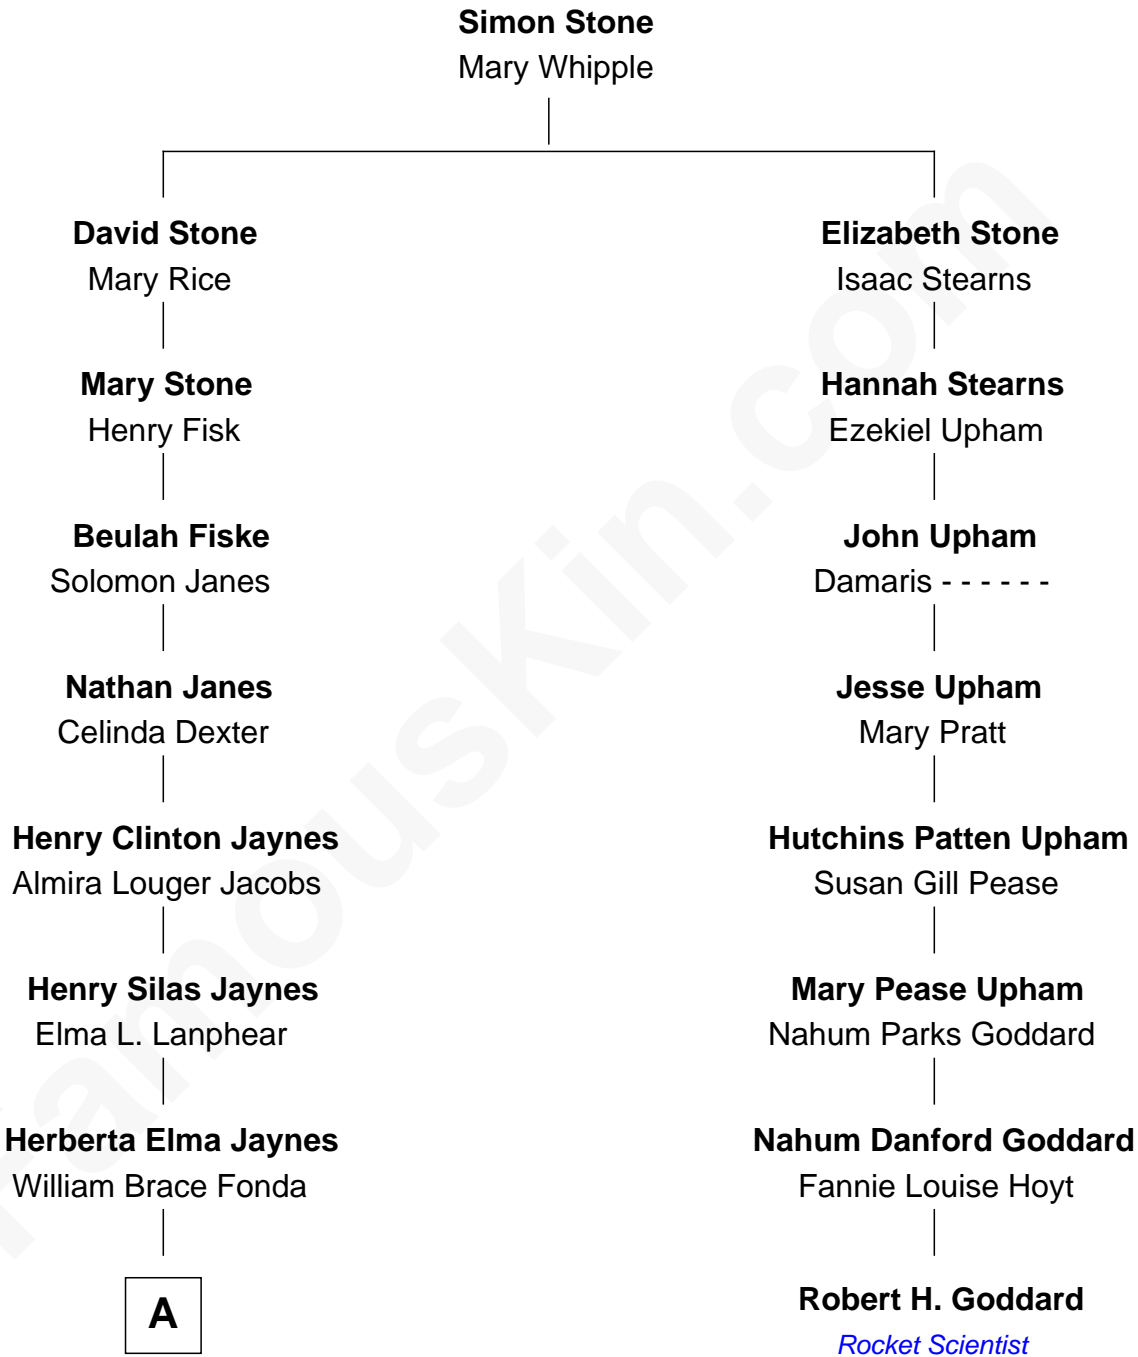 Simon Stone
Mary Whipple
David Stone
Mary Rice
Mary Stone
Henry Fisk
Beulah Fiske
Solomon Janes
Nathan Janes
Celinda Dexter
Henry Clinton Jaynes
Almira Louger Jacobs
Henry Silas Jaynes
Elma L. Lanphear
Herberta Elma Jaynes
William Brace Fonda
A
Elizabeth Stone
Isaac Stearns
Hannah Stearns
Ezekiel Upham
John Upham
Damaris - - - - - -
Jesse Upham
Mary Pratt
Hutchins Patten Upham
Susan Gill Pease
Mary Pease Upham
Nahum Parks Goddard
Nahum Danford Goddard
Fannie Louise Hoyt
Robert H. Goddard
Rocket Scientist
FamousKin.com